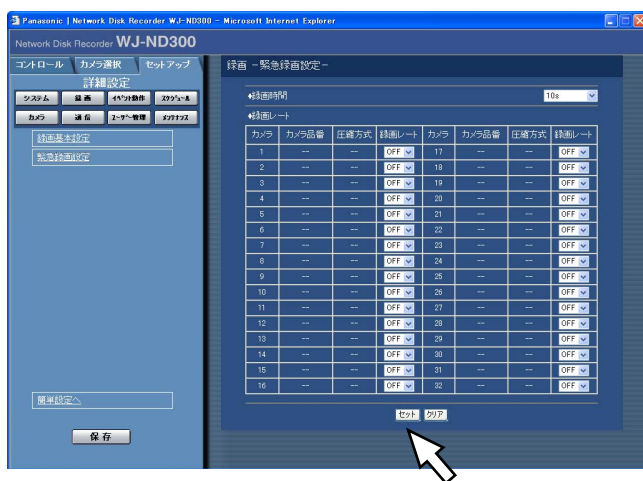 Panasonic | Network Disk Recorder WJ-ND300 - Microsoft Internet Explorer
Network Disk Recorder WJ-ND300
コントロール カメラ選択 セットアップ
録画 －緊急録画設定－
詳細設定
システム 録画 イベント動作 スケジュール
カメラ 通信 ユーザー管理 メンテナンス
録画基本設定
緊急録画設定
簡単設定へ
保存
◆録画時間 10s
◆録画レート
カメラ カメラ品番 圧縮方式 録画レート カメラ カメラ品番 圧縮方式 録画レート
1 -- -- OFF 17 -- -- OFF
2 -- -- OFF 18 -- -- OFF
3 -- -- OFF 19 -- -- OFF
4 -- -- OFF 20 -- -- OFF
5 -- -- OFF 21 -- -- OFF
6 -- -- OFF 22 -- -- OFF
7 -- -- OFF 23 -- -- OFF
8 -- -- OFF 24 -- -- OFF
9 -- -- OFF 25 -- -- OFF
10 -- -- OFF 26 -- -- OFF
11 -- -- OFF 27 -- -- OFF
12 -- -- OFF 28 -- -- OFF
13 -- -- OFF 29 -- -- OFF
14 -- -- OFF 30 -- -- OFF
15 -- -- OFF 31 -- -- OFF
16 -- -- OFF 32 -- -- OFF
セット クリア